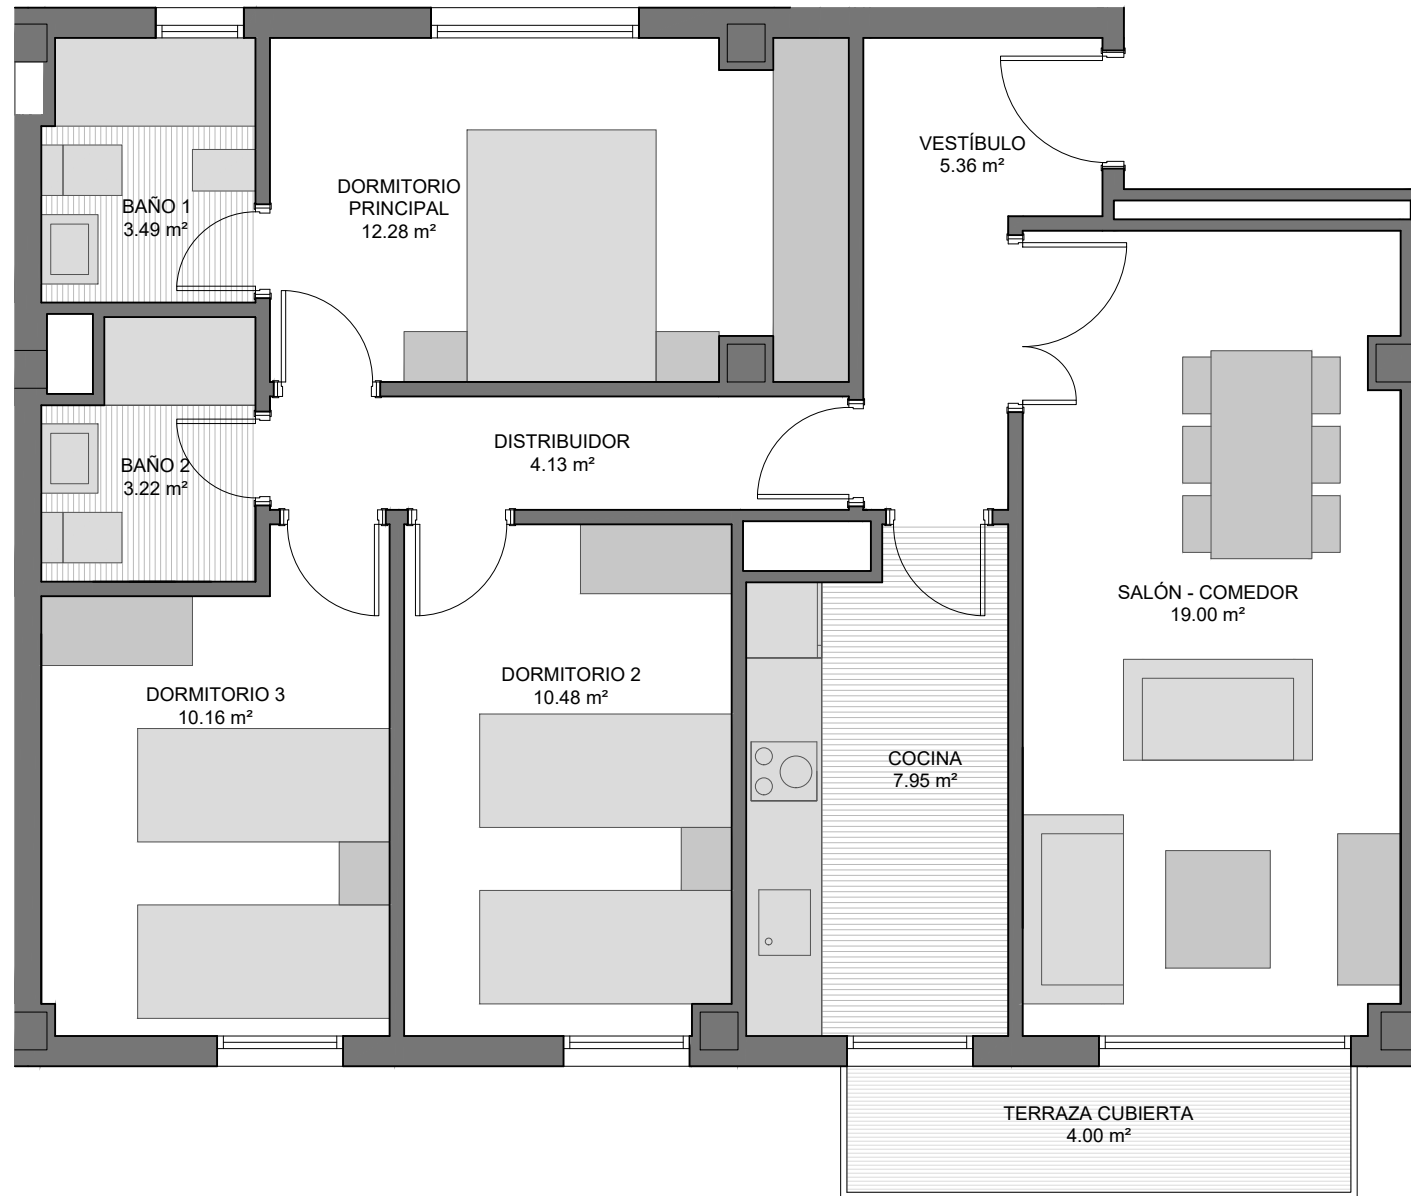 VESTÍBULO
5.36 m²
DORMITORIO
PRINCIPAL
12.28 m²
BAÑO 1
3.49 m²
DISTRIBUIDOR
4.13 m²
BAÑO 2
3.22 m²
SALÓN - COMEDOR
19.00 m²
DORMITORIO 2
10.48 m²
DORMITORIO 3
10.16 m²
COCINA
7.95 m²
TERRAZA CUBIERTA
4.00 m²